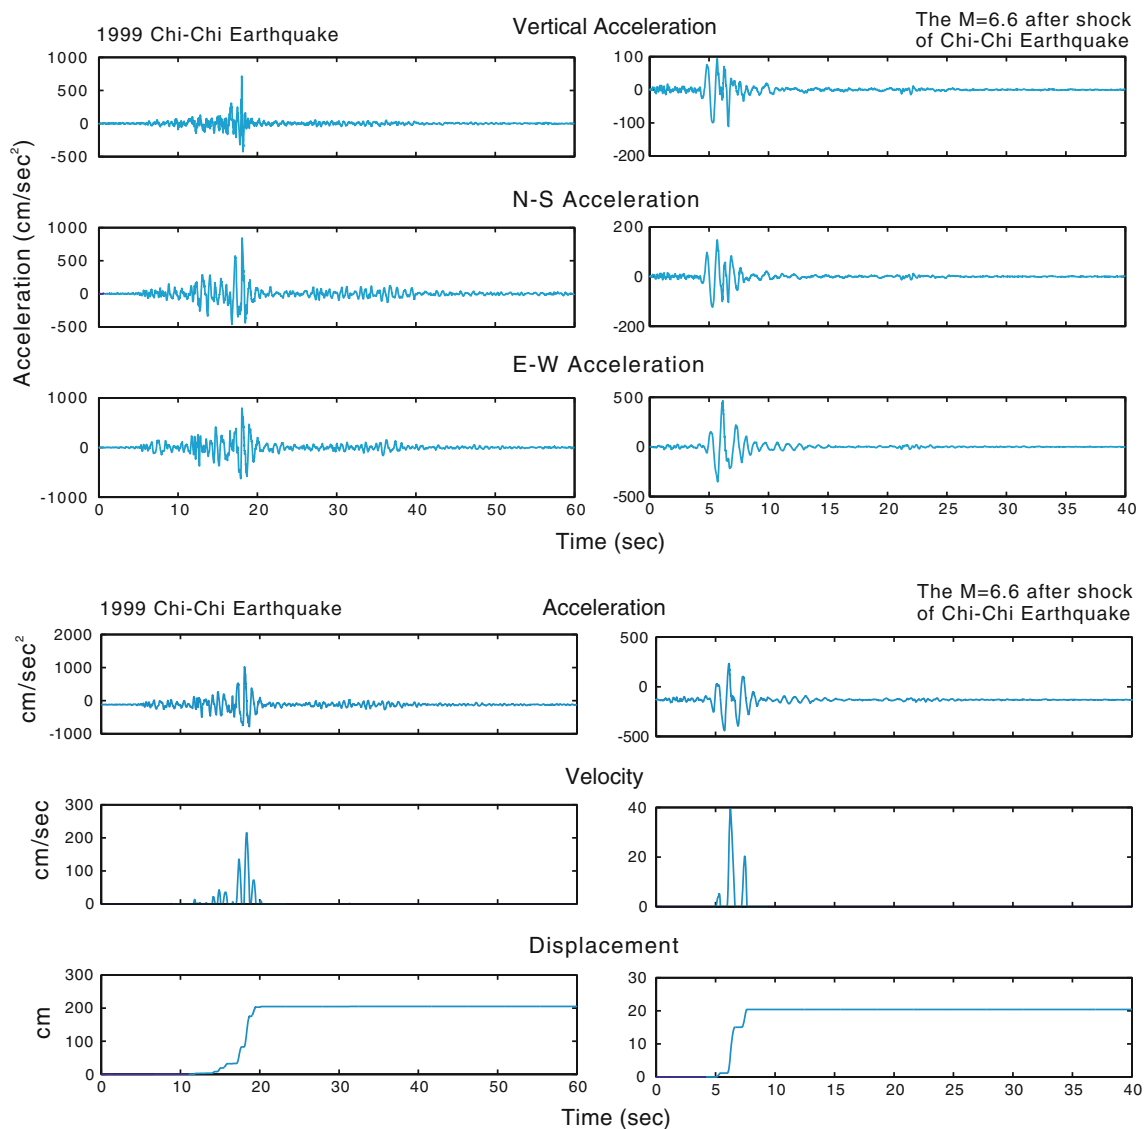 1999 Chi-Chi Earthquake
Vertical Acceleration
The M=6.6 after shock
of Chi-Chi Earthquake
Acceleration (cm/sec²)
1000
500
0
-500
100
0
-100
-200
N-S Acceleration
1000
500
0
-500
200
0
-200
E-W Acceleration
1000
0
-1000
0 10 20 30 40 50 60
500
0
-500
0 5 10 15 20 25 30 35 40
Time (sec)
1999 Chi-Chi Earthquake
Acceleration
The M=6.6 after shock
of Chi-Chi Earthquake
cm/sec²
2000
1000
0
-1000
500
0
-500
Velocity
cm/sec
300
200
100
0
40
20
0
Displacement
cm
300
200
100
0
0 10 20 30 40 50 60
30
20
10
0
0 5 10 15 20 25 30 35 40
Time (sec)